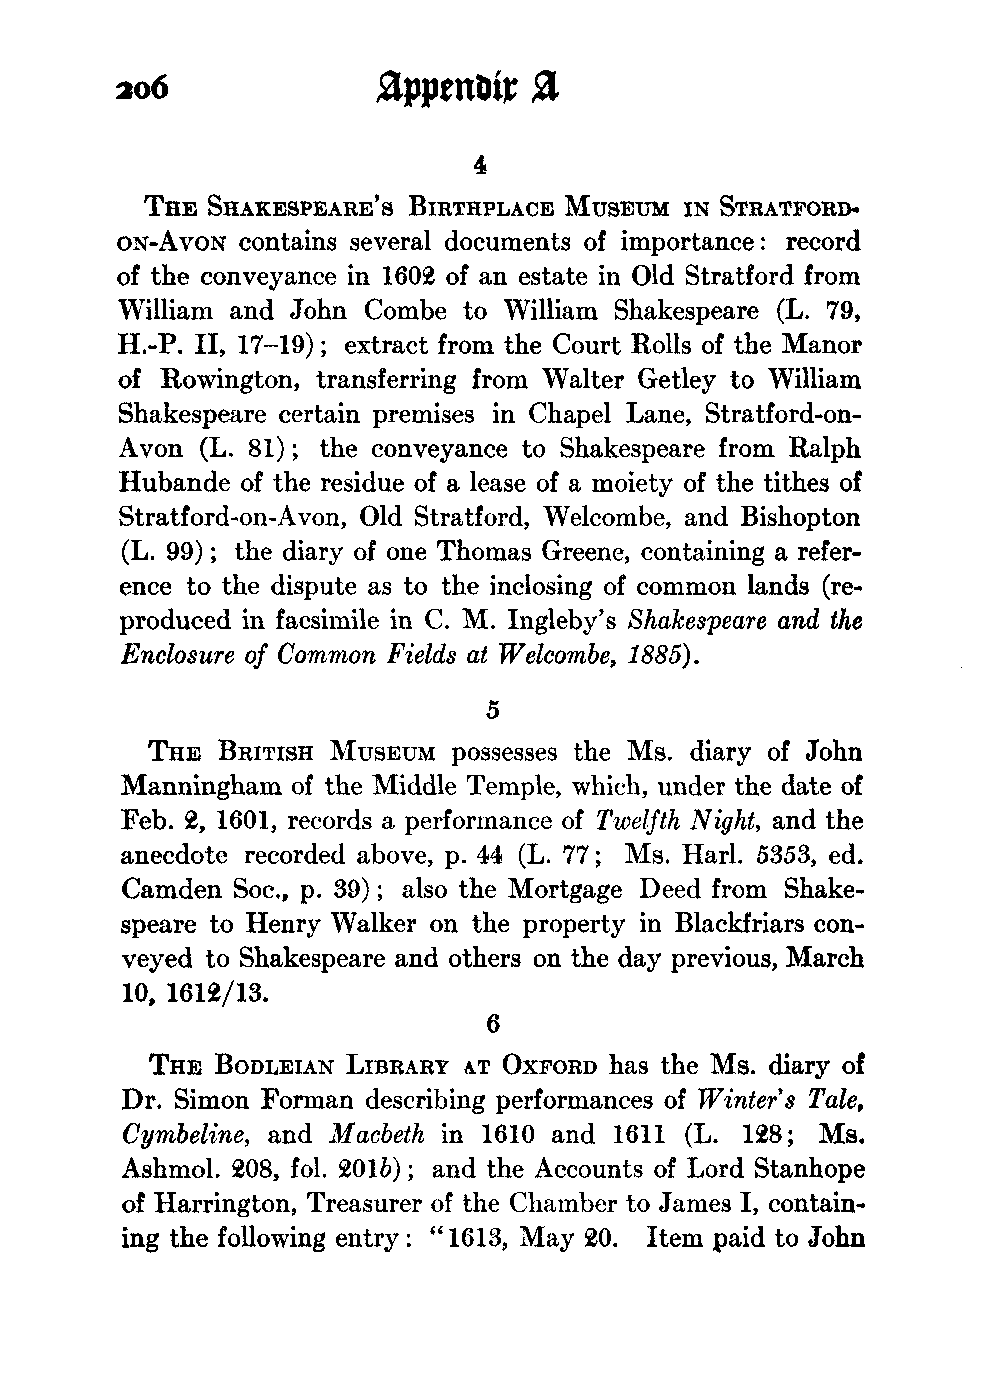 206 Appendix A
4
The Shakespeare's Birthplace Museum in Stratford-
on-Avon contains several documents of importance: record
of the conveyance in 1602 of an estate in Old Stratford from
William and John Combe to William Shakespeare (L. 79,
H.-P. II, 17–19); extract from the Court Rolls of the Manor
of Rowington, transferring from Walter Getley to William
Shakespeare certain premises in Chapel Lane, Stratford-on-
Avon (L. 81); the conveyance to Shakespeare from Ralph
Hubande of the residue of a lease of a moiety of the tithes of
Stratford-on-Avon, Old Stratford, Welcombe, and Bishopton
(L. 99); the diary of one Thomas Greene, containing a refer-
ence to the dispute as to the inclosing of common lands (re-
produced in facsimile in C. M. Ingleby's Shakespeare and the
Enclosure of Common Fields at Welcombe, 1885).
5
The British Museum possesses the Ms. diary of John
Manningham of the Middle Temple, which, under the date of
Feb. 2, 1601, records a performance of Twelfth Night, and the
anecdote recorded above, p. 44 (L. 77; Ms. Harl. 5353, ed.
Camden Soc., p. 39); also the Mortgage Deed from Shake-
speare to Henry Walker on the property in Blackfriars con-
veyed to Shakespeare and others on the day previous, March
10, 1612/13.
6
The Bodleian Library at Oxford has the Ms. diary of
Dr. Simon Forman describing performances of Winter's Tale,
Cymbeline, and Macbeth in 1610 and 1611 (L. 128; Ms.
Ashmol. 208, fol. 201b); and the Accounts of Lord Stanhope
of Harrington, Treasurer of the Chamber to James I, contain-
ing the following entry: "1613, May 20. Item paid to John